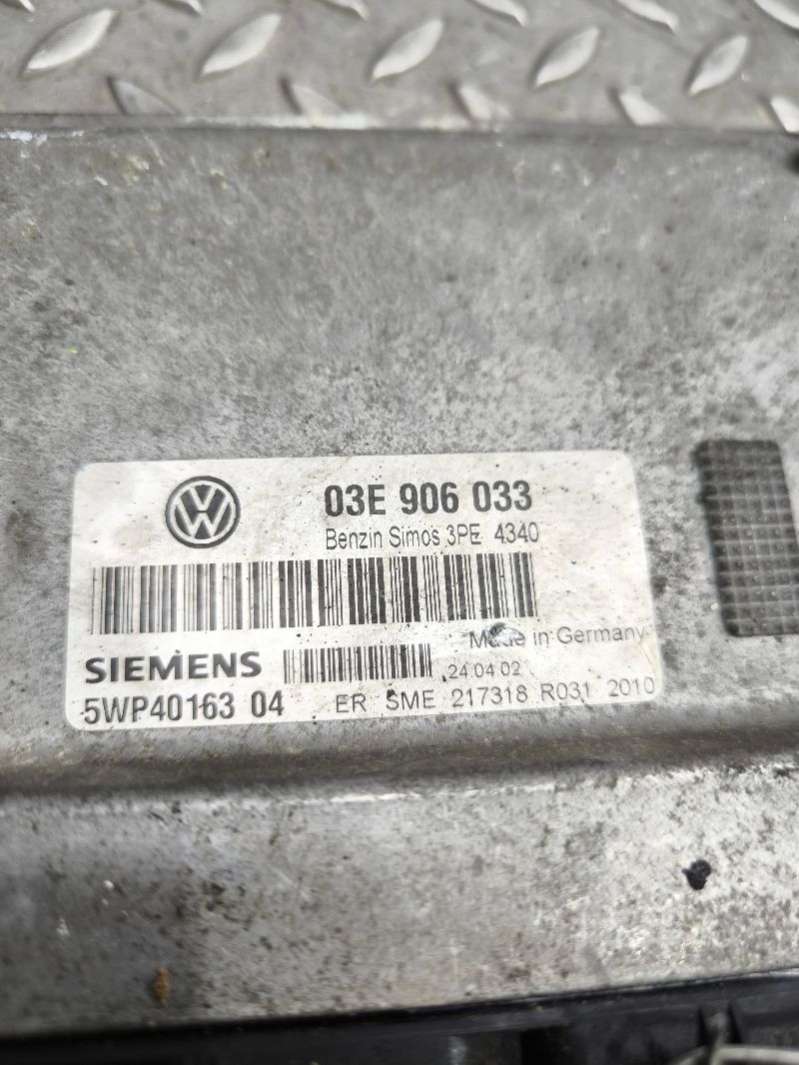 03E 906 033
Benzin Simos 3PE 4340
Made in Germany
SIEMENS
24.04.02
5WP40163 04 ER SME 217318 R031 2010